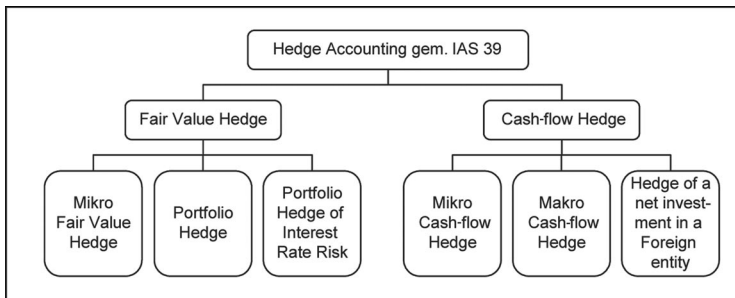 Hedge Accounting gem. IAS 39
Fair Value Hedge
Cash-flow Hedge
Mikro
Fair Value
Hedge
Portfolio
Hedge
Portfolio
Hedge of
Interest
Rate Risk
Mikro
Cash-flow
Hedge
Makro
Cash-flow
Hedge
Hedge of a
net invest-
ment in a
Foreign
entity